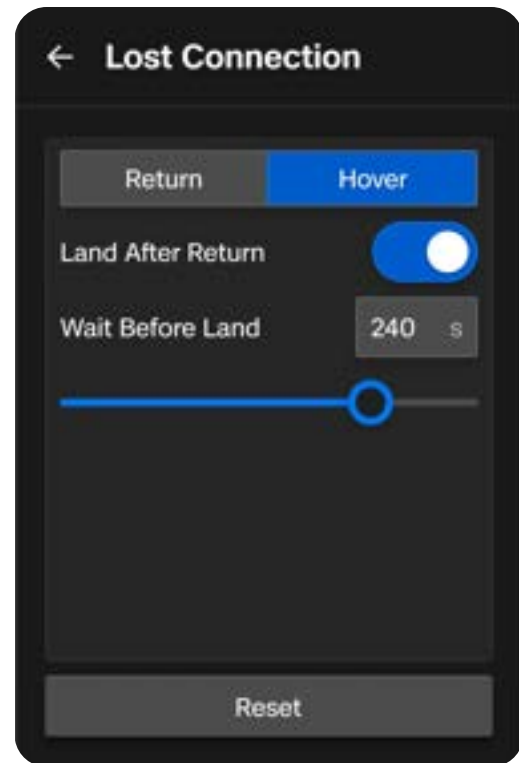 Lost Connection
Return Hover
Land After Return
Wait Before Land 240 s
Reset